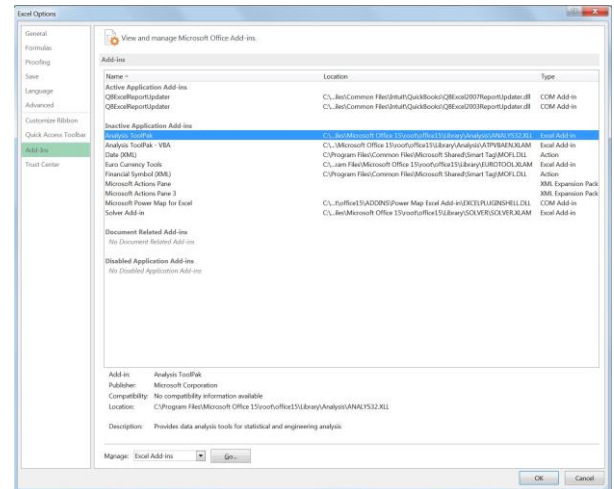 Excel Options
General
Formulas
Proofing
Save
Language
Advanced
Customize Ribbon
Quick Access Toolbar
Add-Ins
Trust Center
View and manage Microsoft Office Add-ins.
Add-ins
Name Location Type
Active Application Add-ins
QBExcelReportUpdater C:\...iles\Common Files\Intuit\QuickBooks\QBExcel2007ReportUpdater.dll COM Add-in
QBExcelReportUpdater C:\...iles\Common Files\Intuit\QuickBooks\QBExcel2003ReportUpdater.dll COM Add-in
Inactive Application Add-ins
Analysis ToolPak C:\...iles\Microsoft Office 15\root\office15\Library\Analysis\ANALYS32.XLL Excel Add-in
Analysis ToolPak - VBA C:\...\Microsoft Office 15\root\office15\Library\Analysis\ATPVBAEN.XLAM Excel Add-in
Date (XML) C:\Program Files\Common Files\Microsoft Shared\Smart Tag\MOFL.DLL Action
Euro Currency Tools C:\...ram Files\Microsoft Office 15\root\office15\Library\EUROTOOL.XLAM Excel Add-in
Financial Symbol (XML) C:\Program Files\Common Files\Microsoft Shared\Smart Tag\MOFL.DLL Action
Microsoft Actions Pane XML Expansion Pack
Microsoft Actions Pane 3 XML Expansion Pack
Microsoft Power Map for Excel C:\...t\office15\ADDINS\Power Map Excel Add-in\EXCELPLUGINSHELL.DLL COM Add-in
Solver Add-in C:\...iles\Microsoft Office 15\root\office15\Library\SOLVER\SOLVER.XLAM Excel Add-in
Document Related Add-ins
No Document Related Add-ins
Disabled Application Add-ins
No Disabled Application Add-ins
Add-in: Analysis ToolPak
Publisher: Microsoft Corporation
Compatibility: No compatibility information available
Location: C:\Program Files\Microsoft Office 15\root\office15\Library\Analysis\ANALYS32.XLL
Description: Provides data analysis tools for statistical and engineering analysis
Manage: Excel Add-ins Go...
OK Cancel